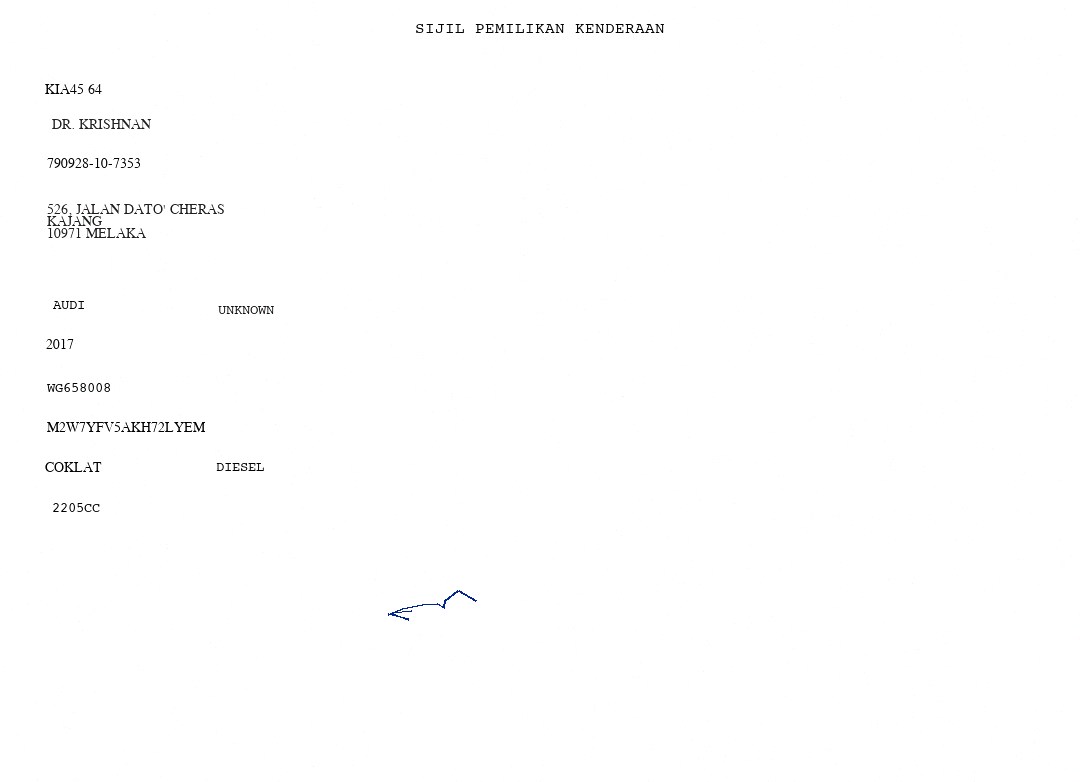 SIJIL PEMILIKAN KENDERAAN
KIA45 64
DR. KRISHNAN
790928-10-7353
526, JALAN DATO' CHERAS
KAJANG
10971 MELAKA
AUDI UNKNOWN
2017
WG658008
M2W7YFV5AKH72LYEM
COKLAT DIESEL
2205CC